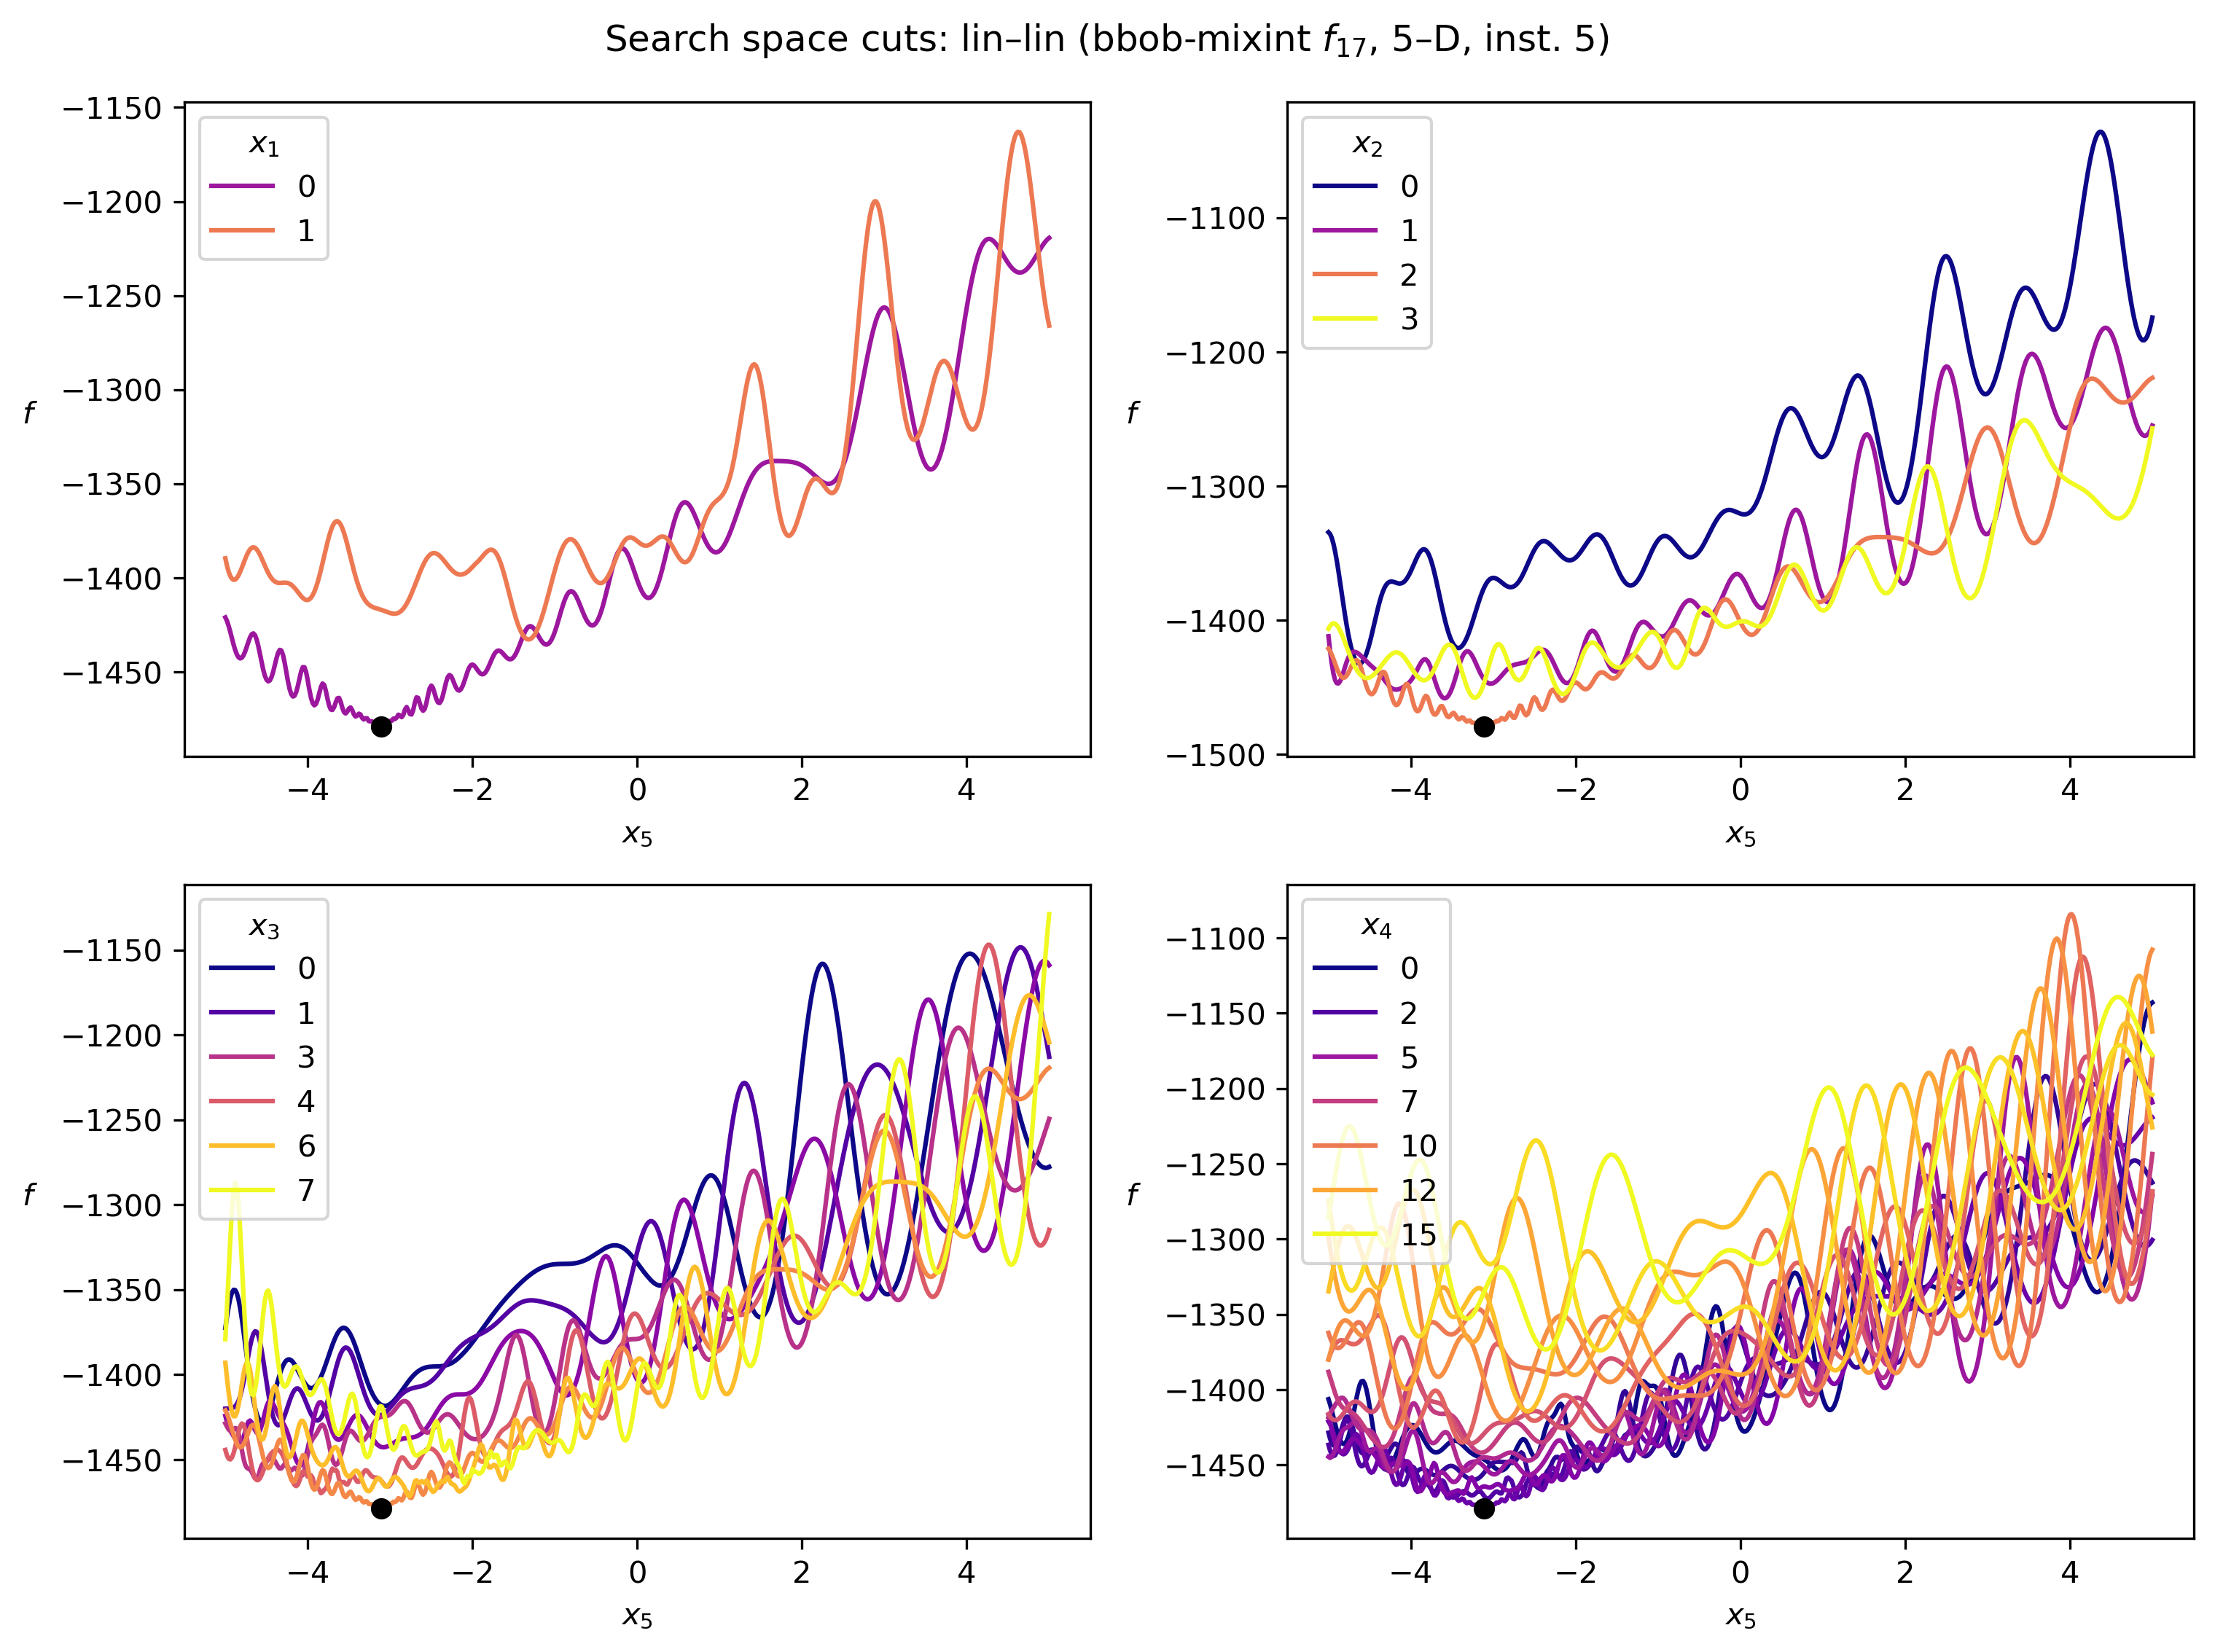 Search space cuts: lin–lin (bbob-mixint f17, 5–D, inst. 5)
x1
0
1
−1150
−1200
−1250
−1300
−1350
−1400
−1450
f
−4 −2 0 2 4
x5
x2
0
1
2
3
−1100
−1200
−1300
−1400
−1500
f
−4 −2 0 2 4
x5
x3
0
1
3
4
6
7
−1150
−1200
−1250
−1300
−1350
−1400
−1450
f
−4 −2 0 2 4
x5
x4
0
2
5
7
10
12
15
−1100
−1150
−1200
−1250
−1300
−1350
−1400
−1450
f
−4 −2 0 2 4
x5